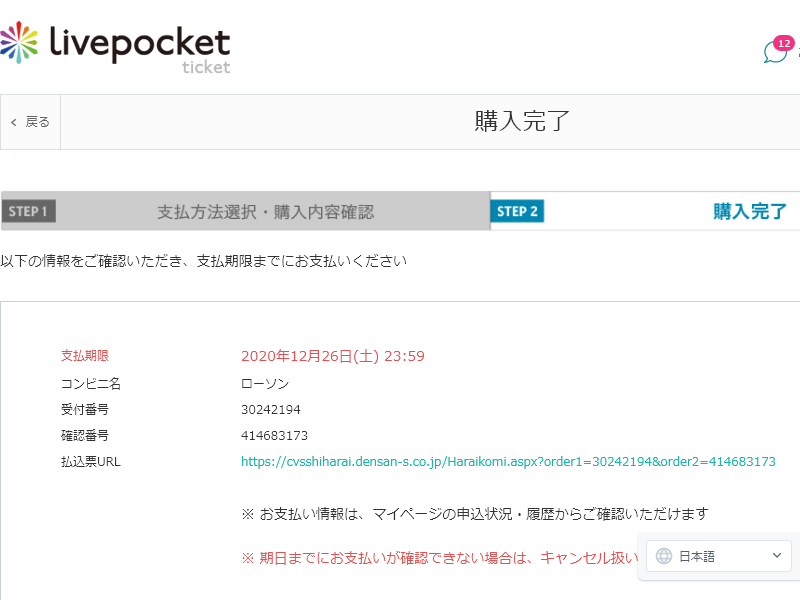 livepocket
ticket
12
< 戻る
購入完了
STEP 1
支払方法選択・購入内容確認
STEP 2
購入完了
以下の情報をご確認いただき、支払期限までにお支払いください
支払期限
2020年12月26日(土) 23:59
コンビニ名
ローソン
受付番号
30242194
確認番号
414683173
払込票URL
https://cvsshiharai.densan-s.co.jp/Haraikomi.aspx?order1=30242194&order2=414683173
※ お支払い情報は、マイページの申込状況・履歴からご確認いただけます
※ 期日までにお支払いが確認できない場合は、キャンセル扱い
日本語